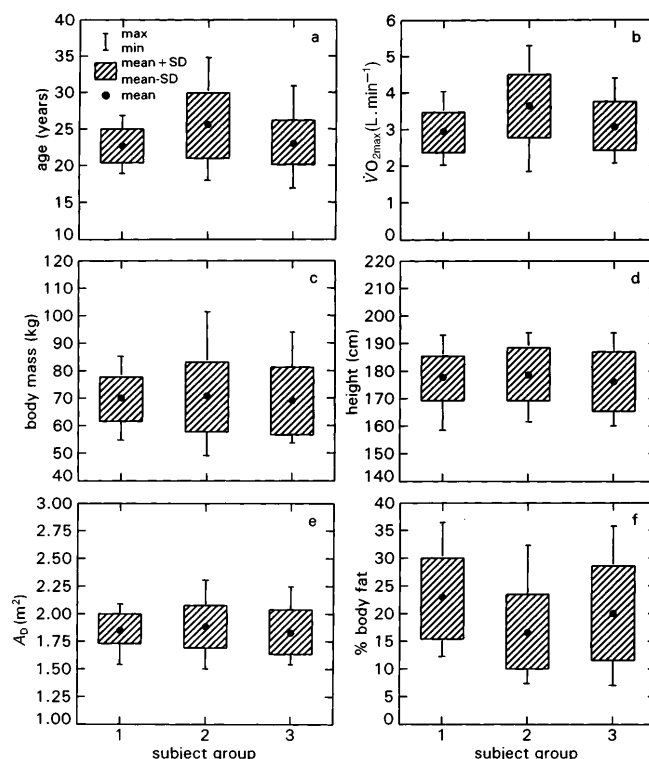 40
35
30
25
20
15
10
age (years)
max
min
mean + SD
mean-SD
mean
a
6
5
4
3
2
1
0
V̇O2max (L . min−1)
b
120
110
100
90
80
70
60
50
40
body mass (kg)
c
220
210
200
190
180
170
160
150
140
height (cm)
d
3.00
2.75
2.50
2.25
2.00
1.75
1.50
1.25
1.00
AD (m2)
e
1 2 3
subject group
40
35
30
25
20
15
10
5
0
% body fat
f
1 2 3
subject group